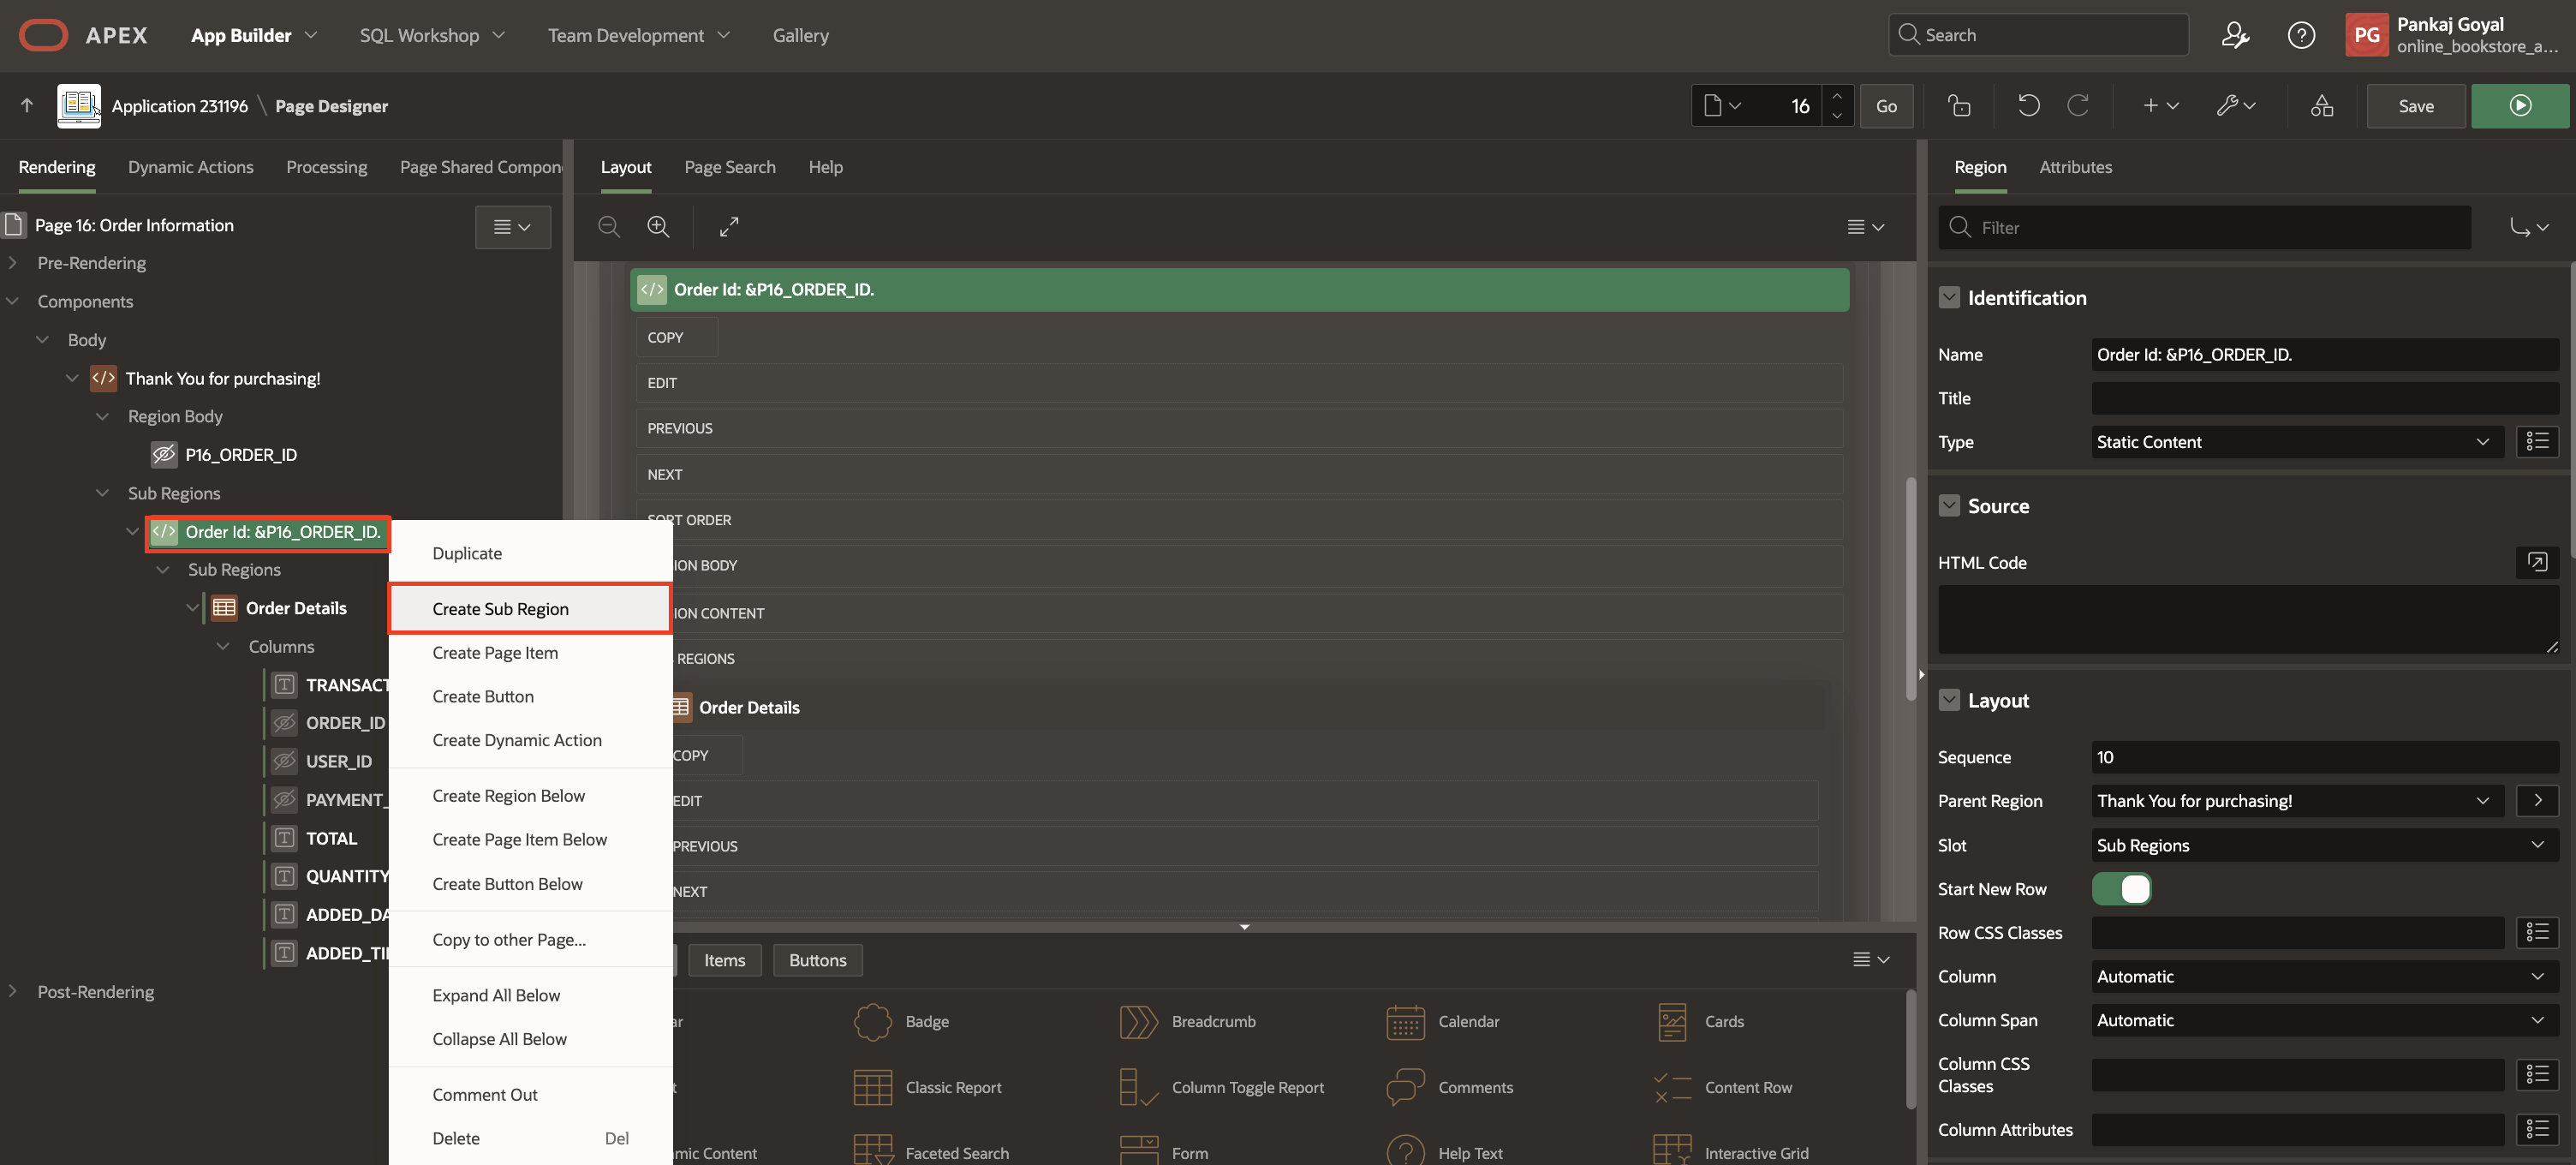 APEX
App Builder
SQL Workshop
Team Development
Gallery
Search
PG
Pankaj Goyal
online_bookstore_a...
Application 231196 \ Page Designer
16
Go
Save
Rendering
Dynamic Actions
Processing
Page Shared Compon
Layout
Page Search
Help
Region
Attributes
Page 16: Order Information
Pre-Rendering
Components
Body
Thank You for purchasing!
Region Body
P16_ORDER_ID
Sub Regions
Order Id: &P16_ORDER_ID.
Sub Regions
Order Details
Columns
TRANSACT
ORDER_ID
USER_ID
PAYMENT_
TOTAL
QUANTITY
ADDED_DA
ADDED_TI
Post-Rendering
Duplicate
Create Sub Region
Create Page Item
Create Button
Create Dynamic Action
Create Region Below
Create Page Item Below
Create Button Below
Copy to other Page...
Expand All Below
Collapse All Below
Comment Out
Delete Del
Order Id: &P16_ORDER_ID.
COPY
EDIT
PREVIOUS
NEXT
SORT ORDER
ION BODY
ION CONTENT
REGIONS
Order Details
COPY
EDIT
PREVIOUS
NEXT
Items
Buttons
ar
Badge
Breadcrumb
Calendar
Cards
t
Classic Report
Column Toggle Report
Comments
Content Row
mic Content
Faceted Search
Form
Help Text
Interactive Grid
Filter
Identification
Name
Order Id: &P16_ORDER_ID.
Title
Type
Static Content
Source
HTML Code
Layout
Sequence
10
Parent Region
Thank You for purchasing!
Slot
Sub Regions
Start New Row
Row CSS Classes
Column
Automatic
Column Span
Automatic
Column CSS
Classes
Column Attributes